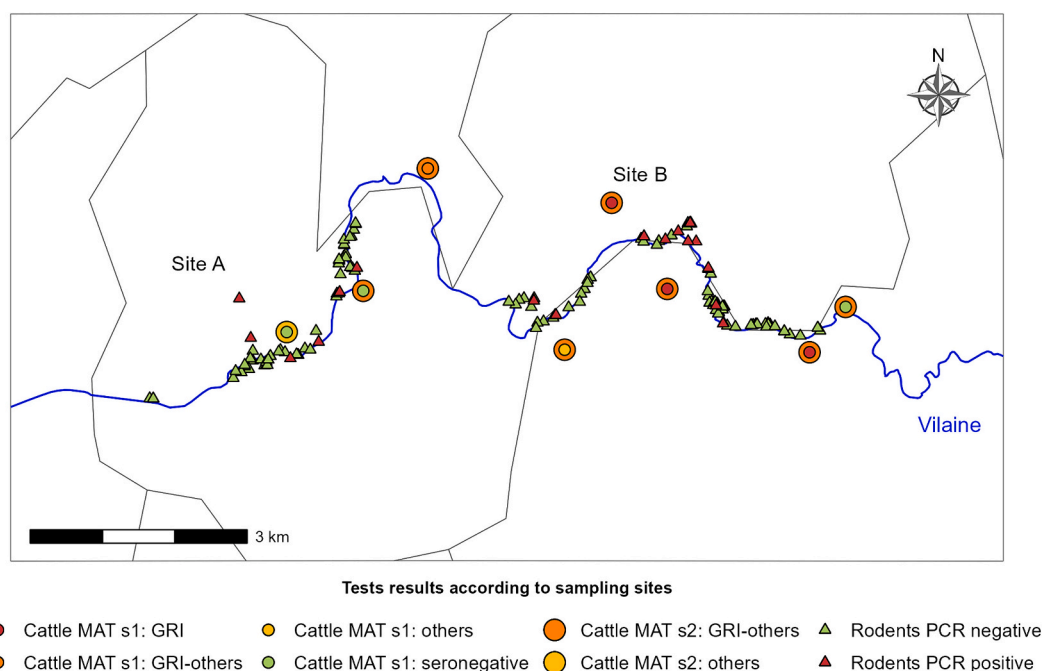 N
Site B
Site A
Vilaine
3 km
Tests results according to sampling sites
Cattle MAT s1: GRI Cattle MAT s1: others Cattle MAT s2: GRI-others Rodents PCR negative
Cattle MAT s1: GRI-others Cattle MAT s1: seronegative Cattle MAT s2: others Rodents PCR positive